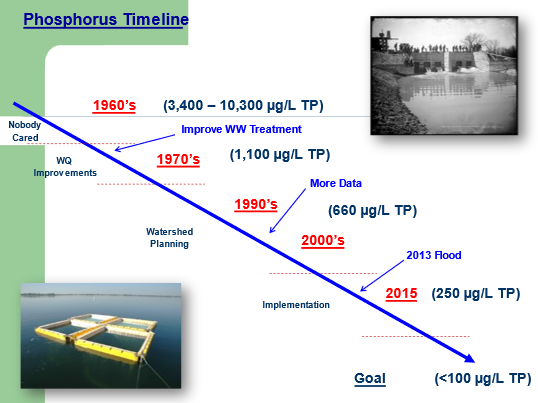 Phosphorus Timeline
1960's (3,400 – 10,300 µg/L TP)
Nobody
Cared
Improve WW Treatment
WQ
Improvements
1970's (1,100 µg/L TP)
More Data
1990's (660 µg/L TP)
Watershed
Planning
2000's
2013 Flood
Implementation
2015 (250 µg/L TP)
Goal (<100 µg/L TP)